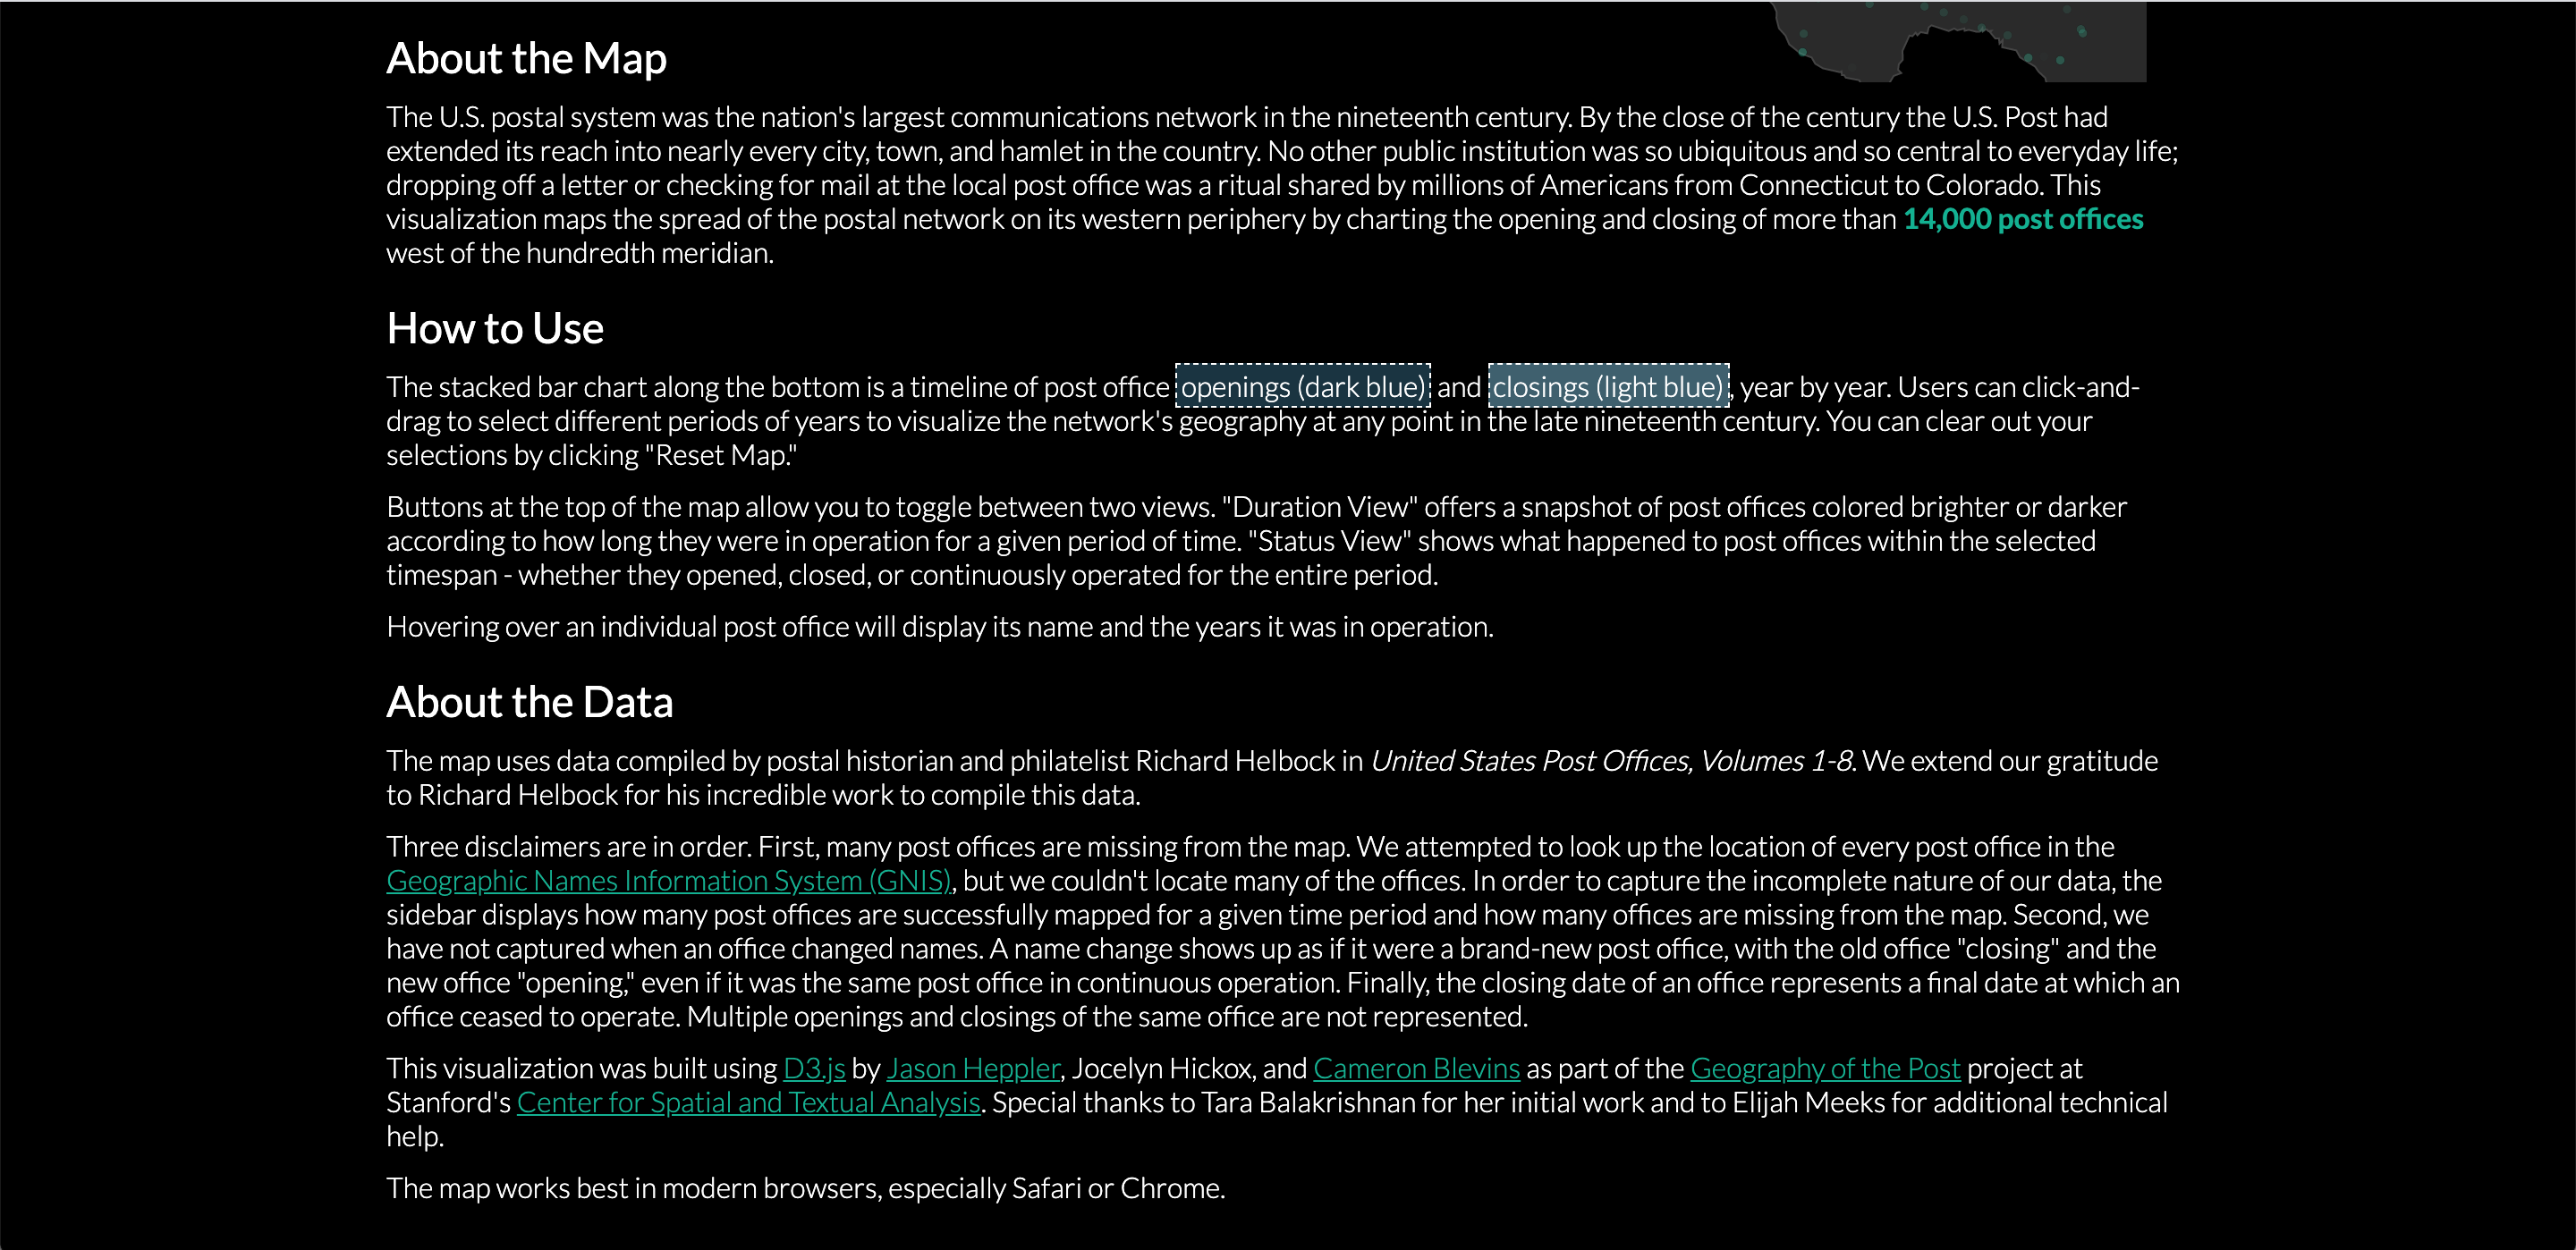 About the Map
The U.S. postal system was the nation's largest communications network in the nineteenth century. By the close of the century the U.S. Post had
extended its reach into nearly every city, town, and hamlet in the country. No other public institution was so ubiquitous and so central to everyday life;
dropping off a letter or checking for mail at the local post office was a ritual shared by millions of Americans from Connecticut to Colorado. This
visualization maps the spread of the postal network on its western periphery by charting the opening and closing of more than 14,000 post offices
west of the hundredth meridian.
How to Use
The stacked bar chart along the bottom is a timeline of post office openings (dark blue) and closings (light blue), year by year. Users can click-and-
drag to select different periods of years to visualize the network's geography at any point in the late nineteenth century. You can clear out your
selections by clicking "Reset Map."
Buttons at the top of the map allow you to toggle between two views. "Duration View" offers a snapshot of post offices colored brighter or darker
according to how long they were in operation for a given period of time. "Status View" shows what happened to post offices within the selected
timespan - whether they opened, closed, or continuously operated for the entire period.
Hovering over an individual post office will display its name and the years it was in operation.
About the Data
The map uses data compiled by postal historian and philatelist Richard Helbock in United States Post Offices, Volumes 1-8. We extend our gratitude
to Richard Helbock for his incredible work to compile this data.
Three disclaimers are in order. First, many post offices are missing from the map. We attempted to look up the location of every post office in the
Geographic Names Information System (GNIS), but we couldn't locate many of the offices. In order to capture the incomplete nature of our data, the
sidebar displays how many post offices are successfully mapped for a given time period and how many offices are missing from the map. Second, we
have not captured when an office changed names. A name change shows up as if it were a brand-new post office, with the old office "closing" and the
new office "opening," even if it was the same post office in continuous operation. Finally, the closing date of an office represents a final date at which an
office ceased to operate. Multiple openings and closings of the same office are not represented.
This visualization was built using D3.js by Jason Heppler, Jocelyn Hickox, and Cameron Blevins as part of the Geography of the Post project at
Stanford's Center for Spatial and Textual Analysis. Special thanks to Tara Balakrishnan for her initial work and to Elijah Meeks for additional technical
help.
The map works best in modern browsers, especially Safari or Chrome.